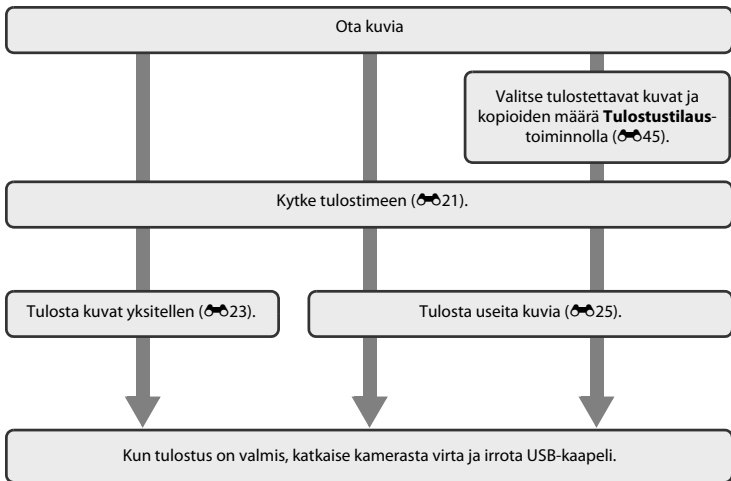 Ota kuvia
Valitse tulostettavat kuvat ja
kopioiden määrä Tulostustilaus-
toiminnolla (45).
Kytke tulostimeen (21).
Tulosta kuvat yksitellen (23).
Tulosta useita kuvia (25).
Kun tulostus on valmis, katkaise kamerasta virta ja irrota USB-kaapeli.